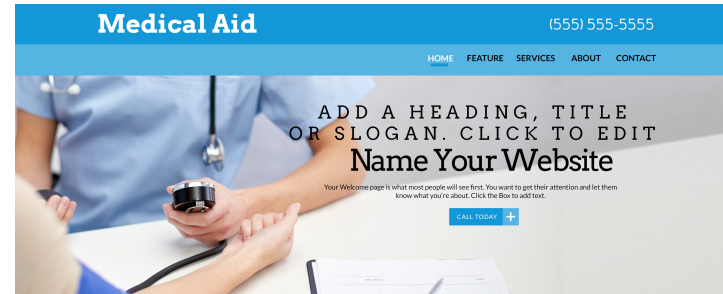 Medical Aid
(555) 555-5555
HOME FEATURE SERVICES ABOUT CONTACT
ADD A HEADING, TITLE
OR SLOGAN. CLICK TO EDIT
Name Your Website
Your Welcome page is what most people will see first. You want to get their attention and let them
know what you're about. Click the Box to add text.
CALL TODAY +